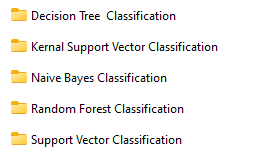 Decision Tree  Classification
Kernal Support Vector Classification
Naive Bayes Classification
Random Forest Classification
Support Vector Classification